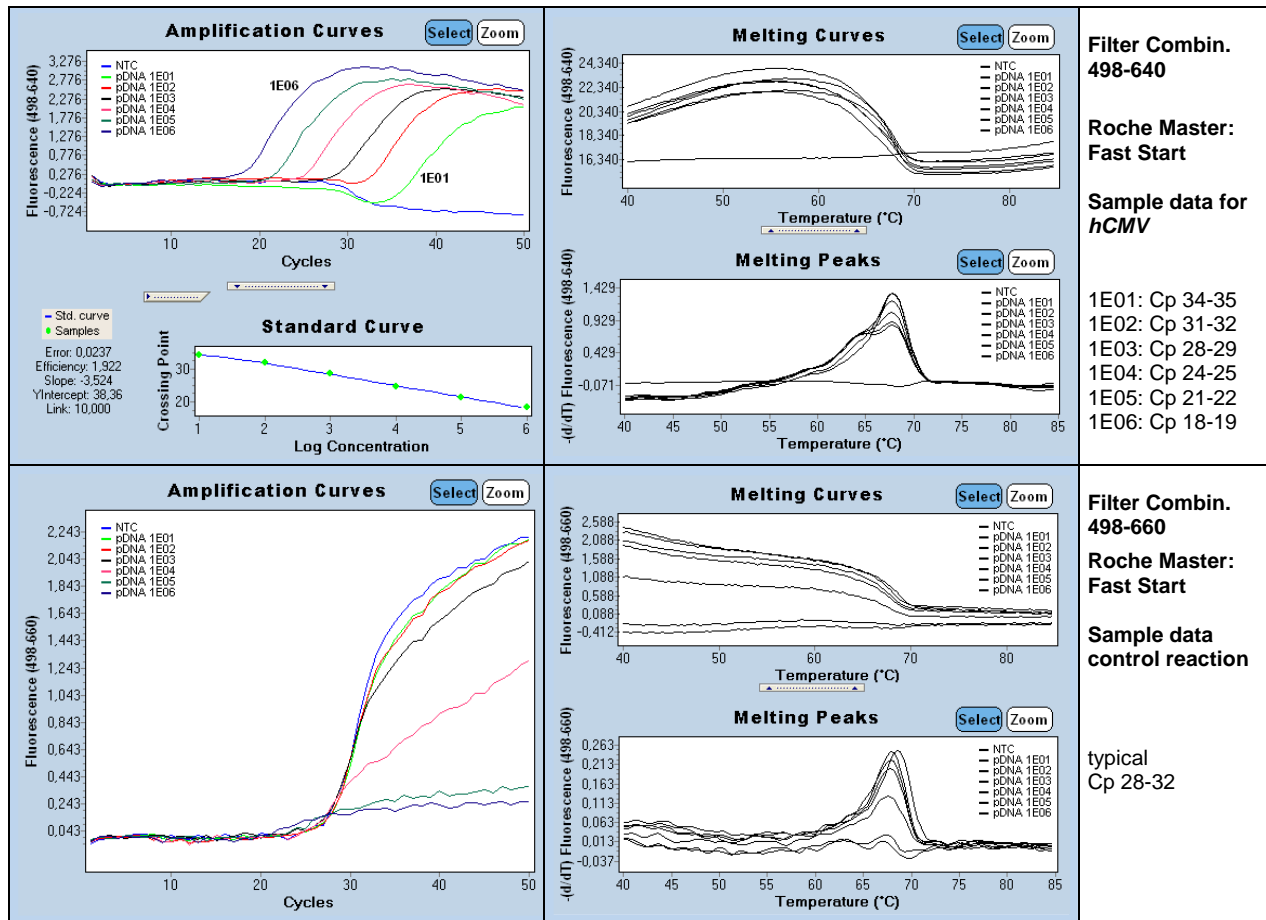 Amplification Curves
Select
Zoom
Fluorescence (498-640)
3,276
2,776
2,276
1,776
1,276
0,776
0,276
-0,224
-0,724
NTC
pDNA 1E01
pDNA 1E02
pDNA 1E03
pDNA 1E04
pDNA 1E05
pDNA 1E06
1E06
1E01
10 20 30 40 50
Cycles
Std. curve
Samples
Error: 0,0237
Efficiency: 1,922
Slope: -3,524
YIntercept: 38,36
Link: 10,000
Standard Curve
Crossing Point
30
20
1 2 3 4 5 6
Log Concentration
Melting Curves
Select
Zoom
Fluorescence (498-640)
24,340
22,340
20,340
18,340
16,340
NTC
pDNA 1E01
pDNA 1E02
pDNA 1E03
pDNA 1E04
pDNA 1E05
pDNA 1E06
40 50 60 70 80
Temperature (°C)
Melting Peaks
Select
Zoom
-(d/dT) Fluorescence (498-640)
1,429
0,929
0,429
-0,071
NTC
pDNA 1E01
pDNA 1E02
pDNA 1E03
pDNA 1E04
pDNA 1E05
pDNA 1E06
40 45 50 55 60 65 70 75 80 85
Temperature (°C)
Filter Combin.
498-640
Roche Master:
Fast Start
Sample data for
hCMV
1E01: Cp 34-35
1E02: Cp 31-32
1E03: Cp 28-29
1E04: Cp 24-25
1E05: Cp 21-22
1E06: Cp 18-19
Amplification Curves
Select
Zoom
Fluorescence (498-660)
2,243
2,043
1,843
1,643
1,443
1,243
1,043
0,843
0,643
0,443
0,243
0,043
NTC
pDNA 1E01
pDNA 1E02
pDNA 1E03
pDNA 1E04
pDNA 1E05
pDNA 1E06
10 20 30 40 50
Cycles
Melting Curves
Select
Zoom
Fluorescence (498-660)
2,588
2,088
1,588
1,088
0,588
0,088
-0,412
NTC
pDNA 1E01
pDNA 1E02
pDNA 1E03
pDNA 1E04
pDNA 1E05
pDNA 1E06
40 50 60 70 80
Temperature (°C)
Melting Peaks
Select
Zoom
-(d/dT) Fluorescence (498-660)
0,263
0,213
0,163
0,113
0,063
0,013
-0,037
NTC
pDNA 1E01
pDNA 1E02
pDNA 1E03
pDNA 1E04
pDNA 1E05
pDNA 1E06
40 45 50 55 60 65 70 75 80 85
Temperature (°C)
Filter Combin.
498-660
Roche Master:
Fast Start
Sample data
control reaction
typical
Cp 28-32